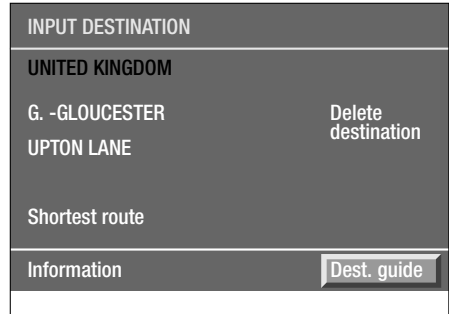 INPUT DESTINATION
UNITED KINGDOM
G. -GLOUCESTER
UPTON LANE
Delete
destination
Shortest route
Information
Dest. guide